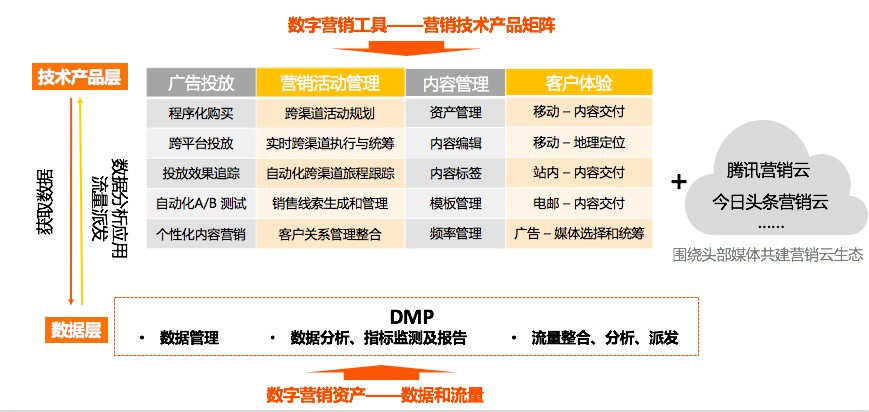 数字营销工具——营销技术产品矩阵
技术产品层
广告投放 营销活动管理 内容管理 客户体验
程序化购买 跨渠道活动规划 资产管理 移动 – 内容交付
跨平台投放 实时跨渠道执行与统筹 内容编辑 移动 – 地理定位
投放效果追踪 自动化跨渠道旅程跟踪 内容标签 站内 – 内容交付
自动化A/B 测试 销售线索生成和管理 模板管理 电邮 – 内容交付
个性化内容营销 客户关系管理整合 频率管理 广告 – 媒体选择和统筹
获取数据
数据分析应用
流量派发
+
腾讯营销云
今日头条营销云
……
围绕头部媒体共建营销云生态
数据层
DMP
• 数据管理 • 数据分析、指标监测及报告 • 流量整合、分析、派发
数字营销资产——数据和流量